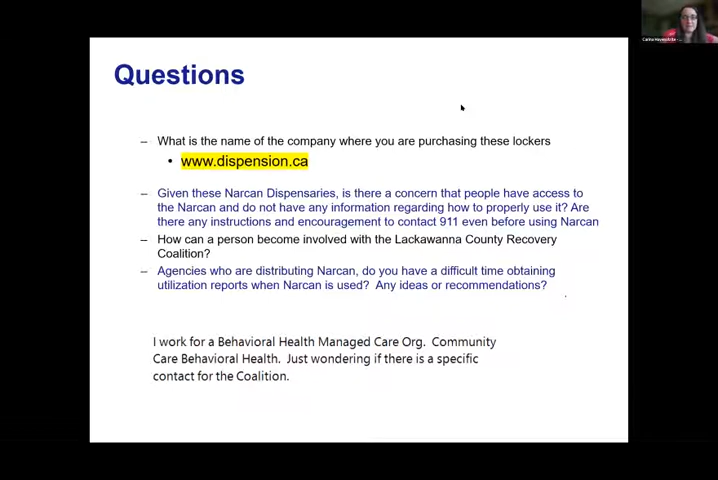 Questions
– What is the name of the company where you are purchasing these lockers
• www.dispension.ca
– Given these Narcan Dispensaries, is there a concern that people have access to
the Narcan and do not have any information regarding how to properly use it? Are
there any instructions and encouragement to contact 911 even before using Narcan
– How can a person become involved with the Lackawanna County Recovery
Coalition?
– Agencies who are distributing Narcan, do you have a difficult time obtaining
utilization reports when Narcan is used? Any ideas or recommendations?
I work for a Behavioral Health Managed Care Org. Community
Care Behavioral Health. Just wondering if there is a specific
contact for the Coalition.